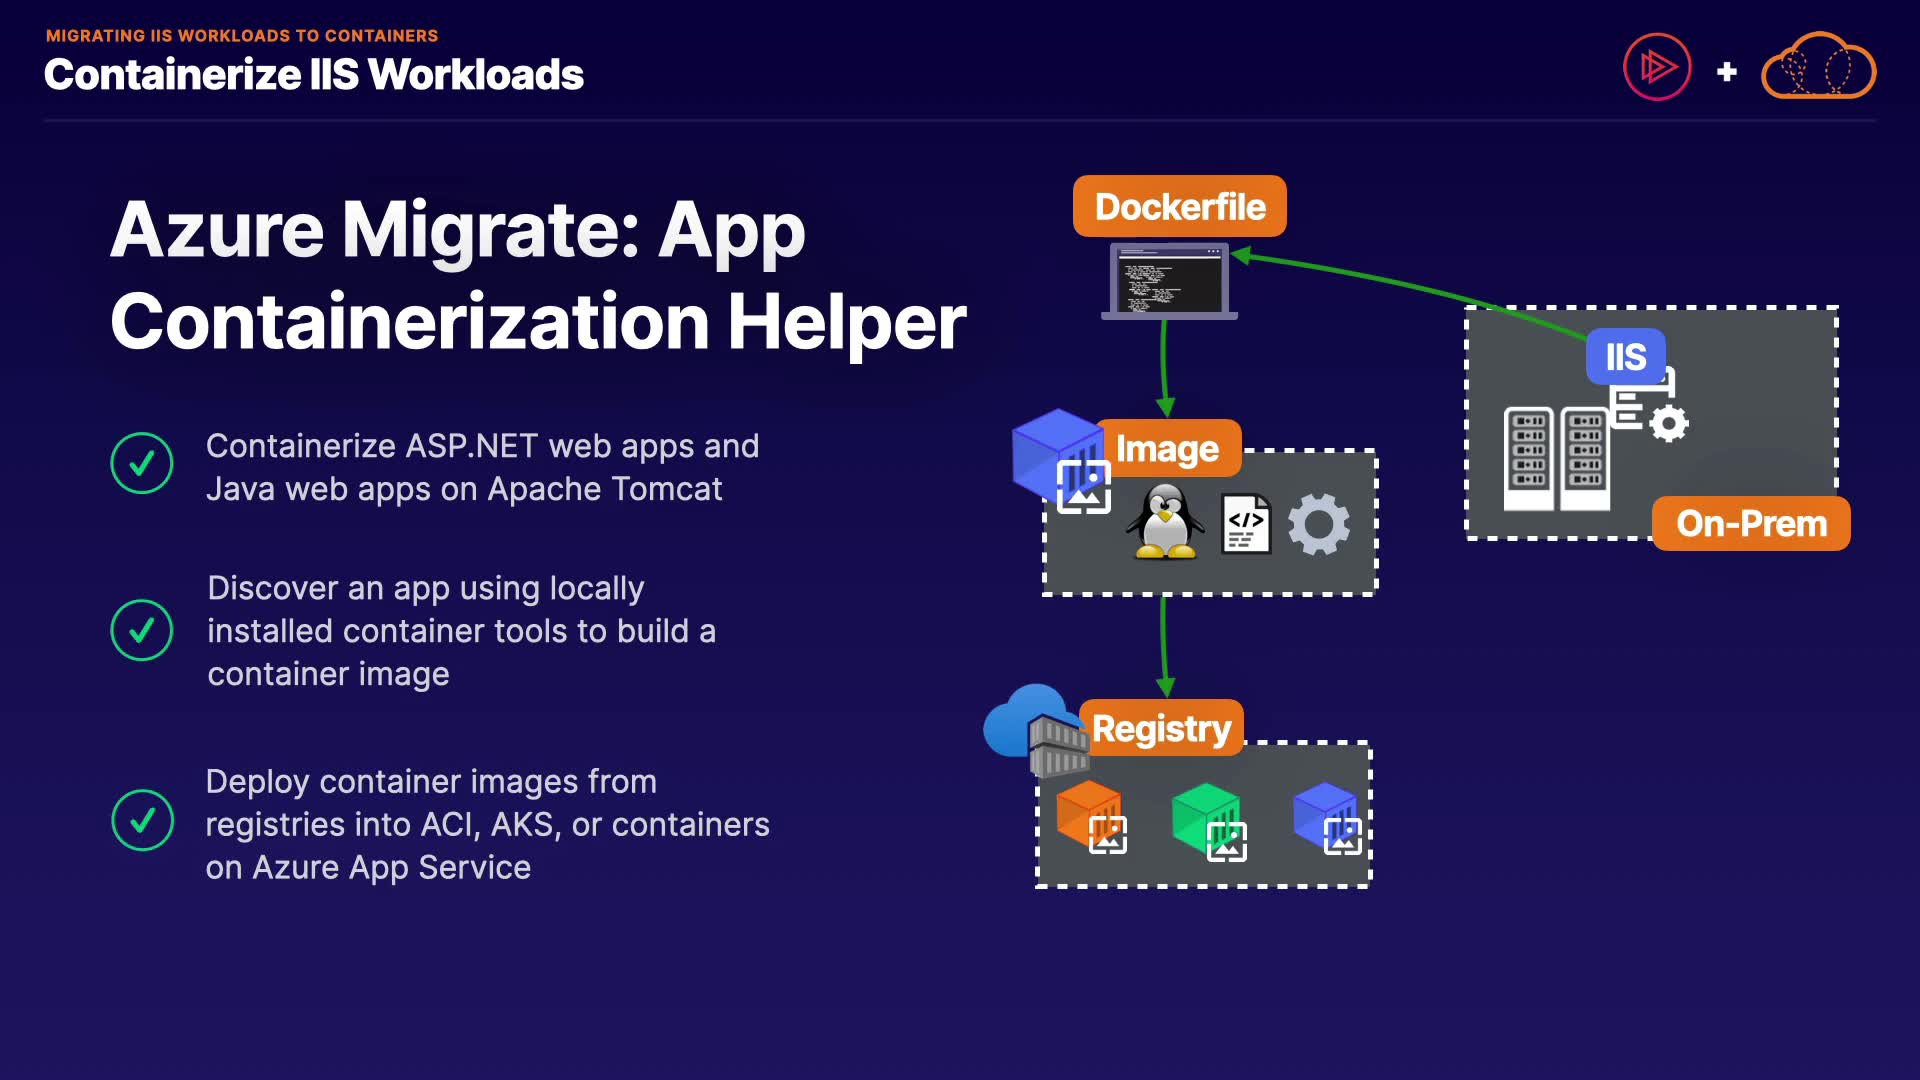 MIGRATING IIS WORKLOADS TO CONTAINERS
Containerize IIS Workloads
Azure Migrate: App
Containerization Helper
Containerize ASP.NET web apps and
Java web apps on Apache Tomcat
Discover an app using locally
installed container tools to build a
container image
Deploy container images from
registries into ACI, AKS, or containers
on Azure App Service
Dockerfile
IIS
On-Prem
Image
</>
Registry